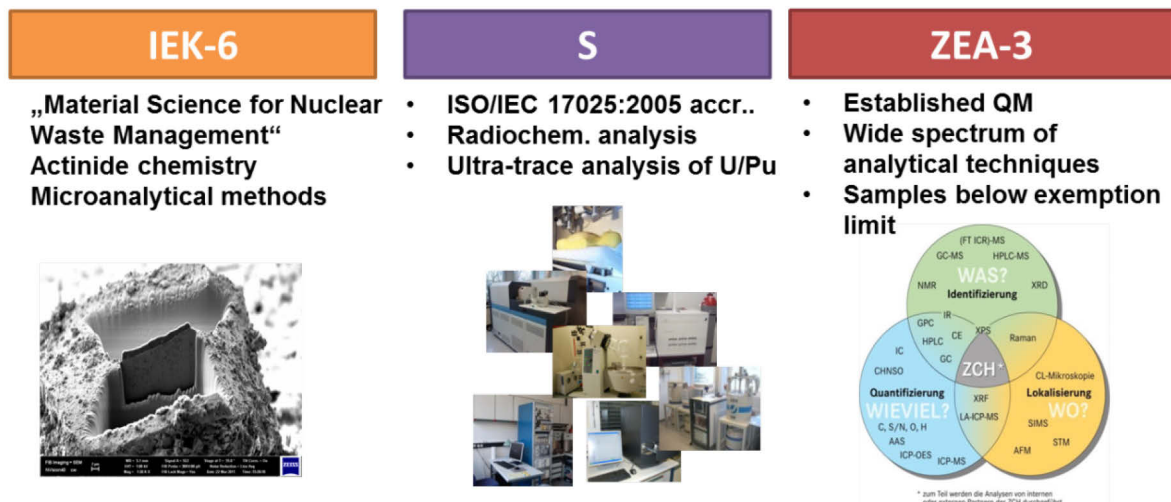 IEK-6
„Material Science for Nuclear
Waste Management“
Actinide chemistry
Microanalytical methods
S
• ISO/IEC 17025:2005 accr..
• Radiochem. analysis
• Ultra-trace analysis of U/Pu
ZEA-3
• Established QM
• Wide spectrum of
analytical techniques
• Samples below exemption
limit
(FT ICR)-MS
GC-MS
HPLC-MS
WAS?
NMR
XRD
Identifizierung
IR
GPC
XPS
CE
Raman
HPLC
IC
GC
ZCH*
CHNSO
CL-Mikroskopie
Quantifizierung
XRF
Lokalisierung
WIEVIEL?
LA-ICP-MS
WO?
C, S/N, O, H
SIMS
AAS
STM
ICP-OES
AFM
ICP-MS
* zum Teil werden die Analysen von internen
FIB Imaging = SEM
ZEISS